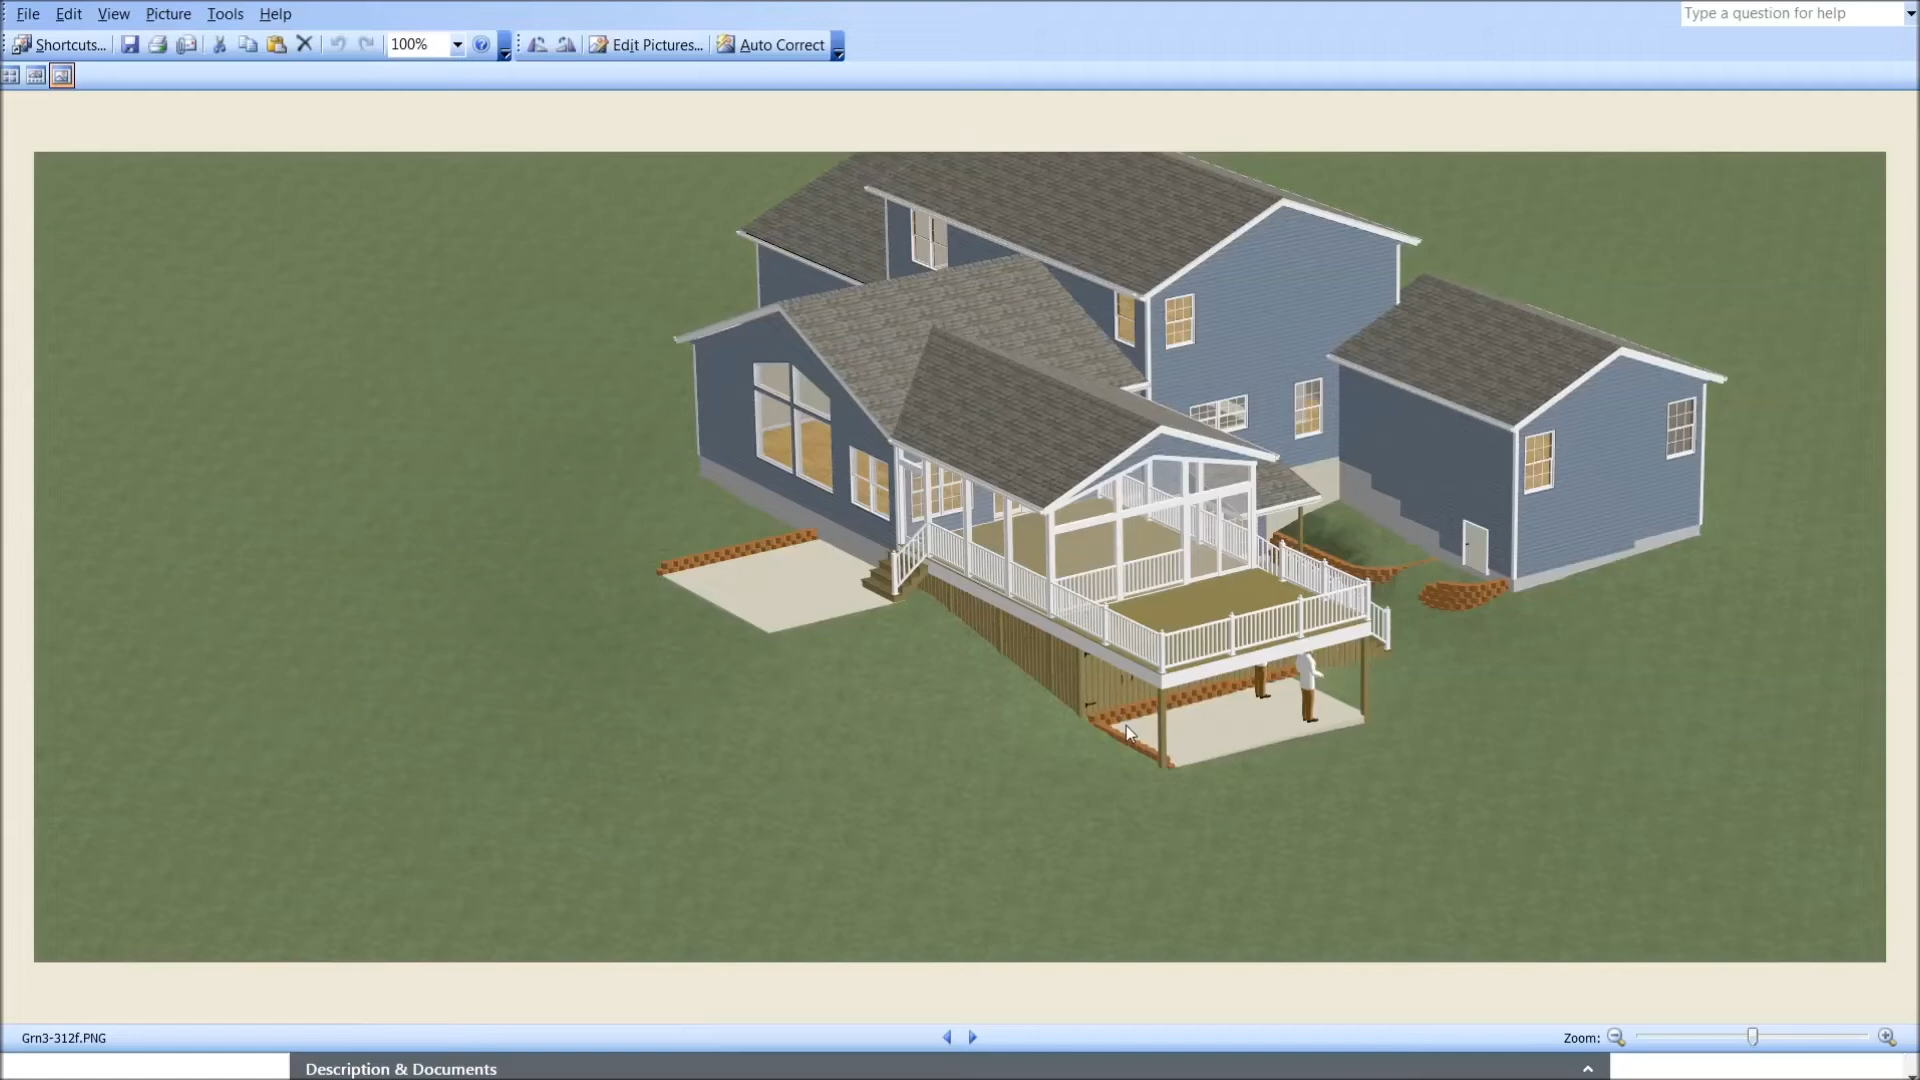 File Edit View Picture Tools Help
Type a question for help
Shortcuts... 100% Edit Pictures... Auto Correct
Grn3-312f.PNG
Zoom:
Description & Documents